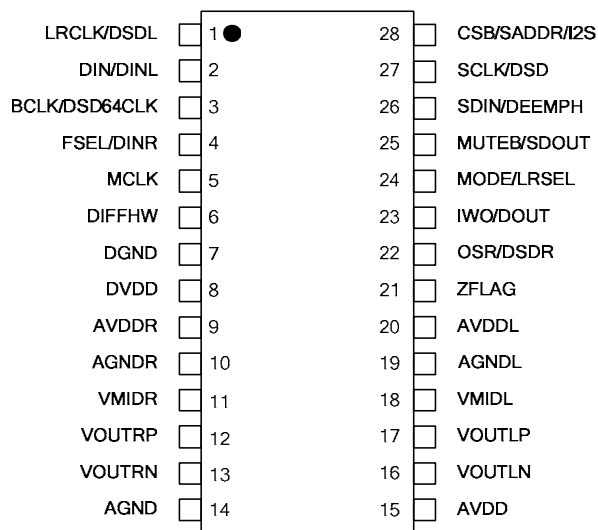 LRCLK/DSDL 1 28 CSB/SADDR/I2S
DIN/DINL 2 27 SCLK/DSD
BCLK/DSD64CLK 3 26 SDIN/DEEMPH
FSEL/DINR 4 25 MUTEB/SDOUT
MCLK 5 24 MODE/LRSEL
DIFFHW 6 23 IWO/DOUT
DGND 7 22 OSR/DSDR
DVDD 8 21 ZFLAG
AVDDR 9 20 AVDDL
AGNDR 10 19 AGNDL
VMIDR 11 18 VMIDL
VOUTRP 12 17 VOUTLP
VOUTRN 13 16 VOUTLN
AGND 14 15 AVDD